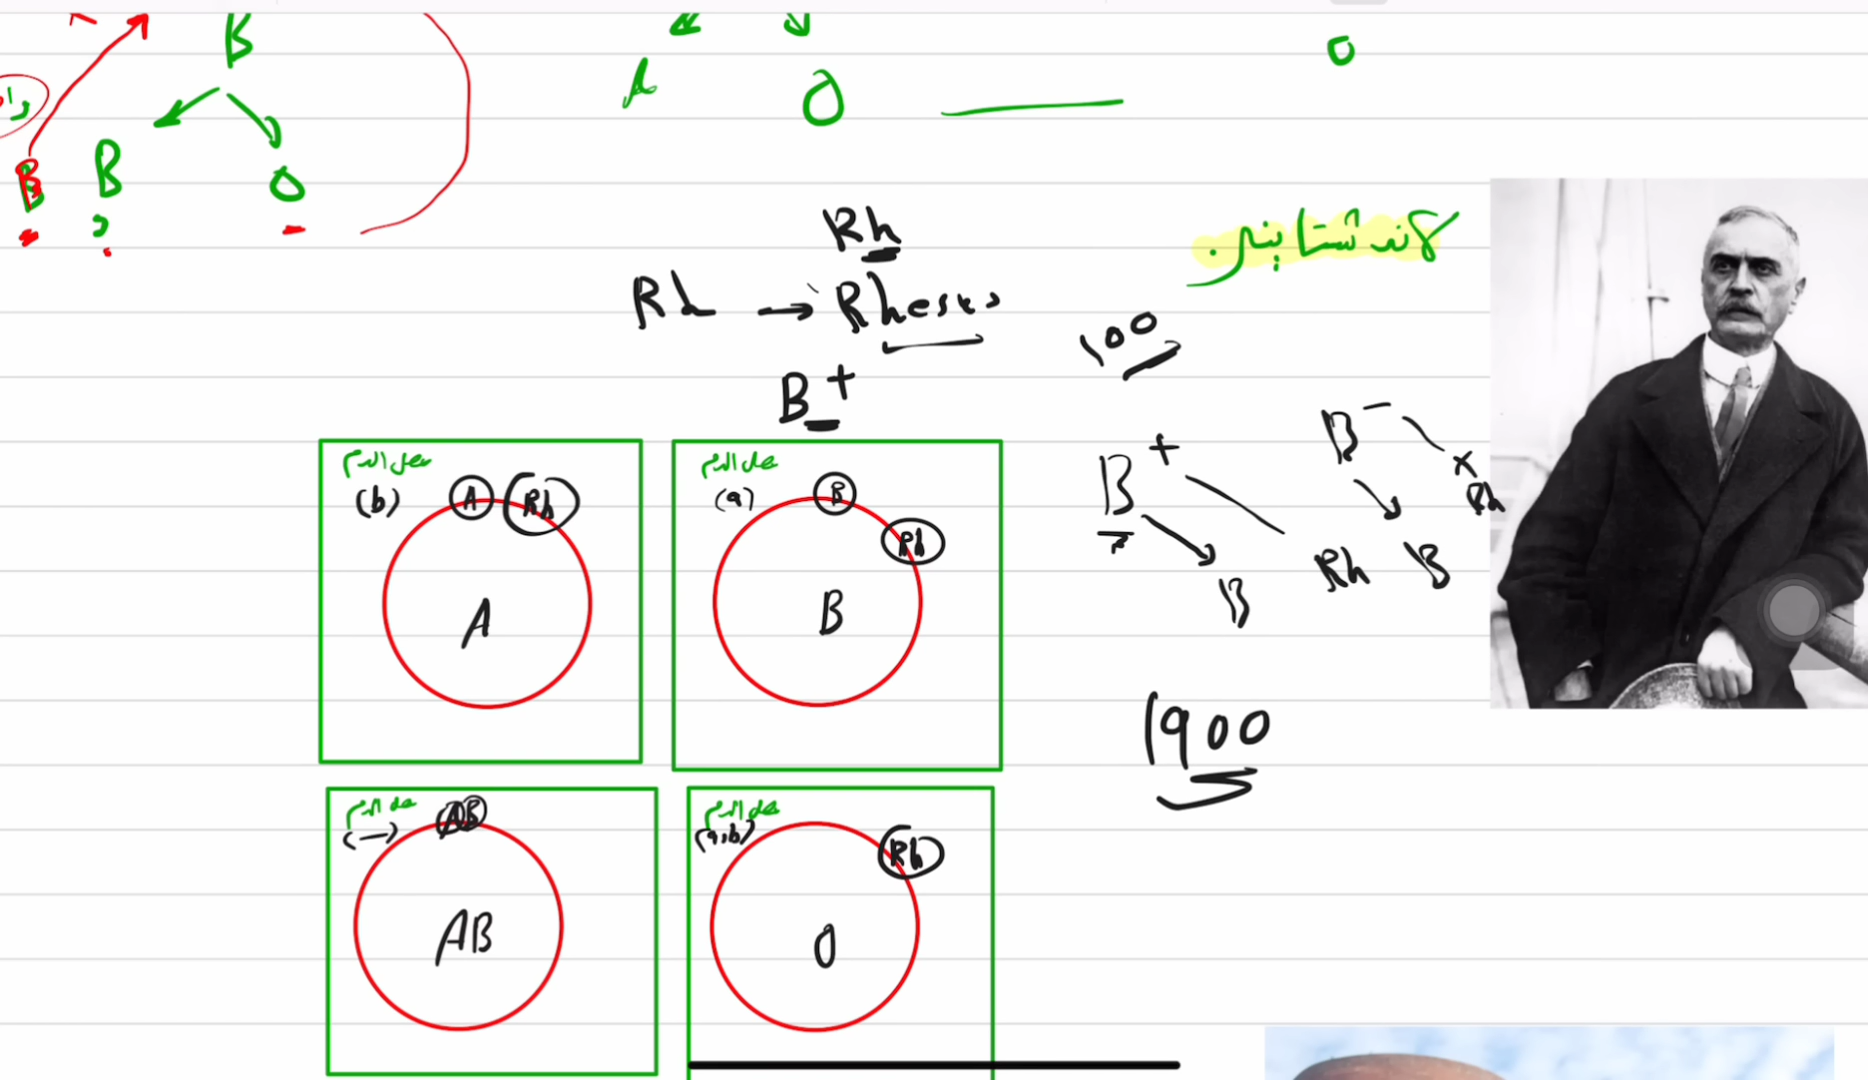 B
A
O
O
B
B
O
Rh
Rh → Rhesus
B+
لاندشتاينر
100
B+
B-
x
Rh
B
Rh
B
1900
مصل الدم
(b)
A
Rh
A
مصل الدم
(a)
B
Rh
B
مصل الدم
(—)
AB
AB
مصل الدم
(a,b)
Rh
O